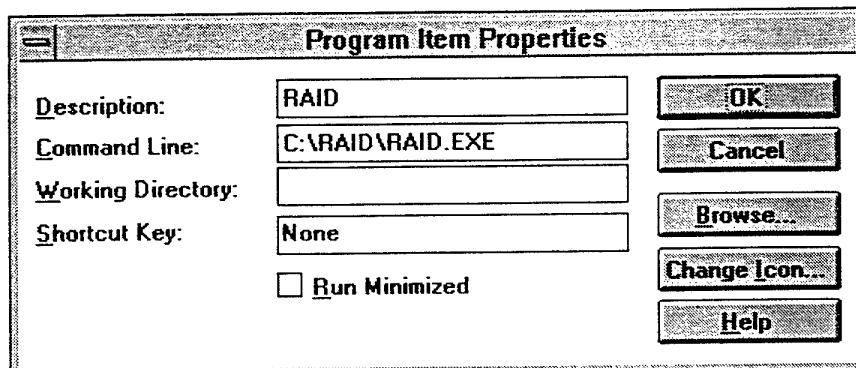 Program Item Properties
Description: RAID
Command Line: C:\RAID\RAID.EXE
Working Directory:
Shortcut Key: None
Run Minimized
OK
Cancel
Browse...
Change Icon...
Help